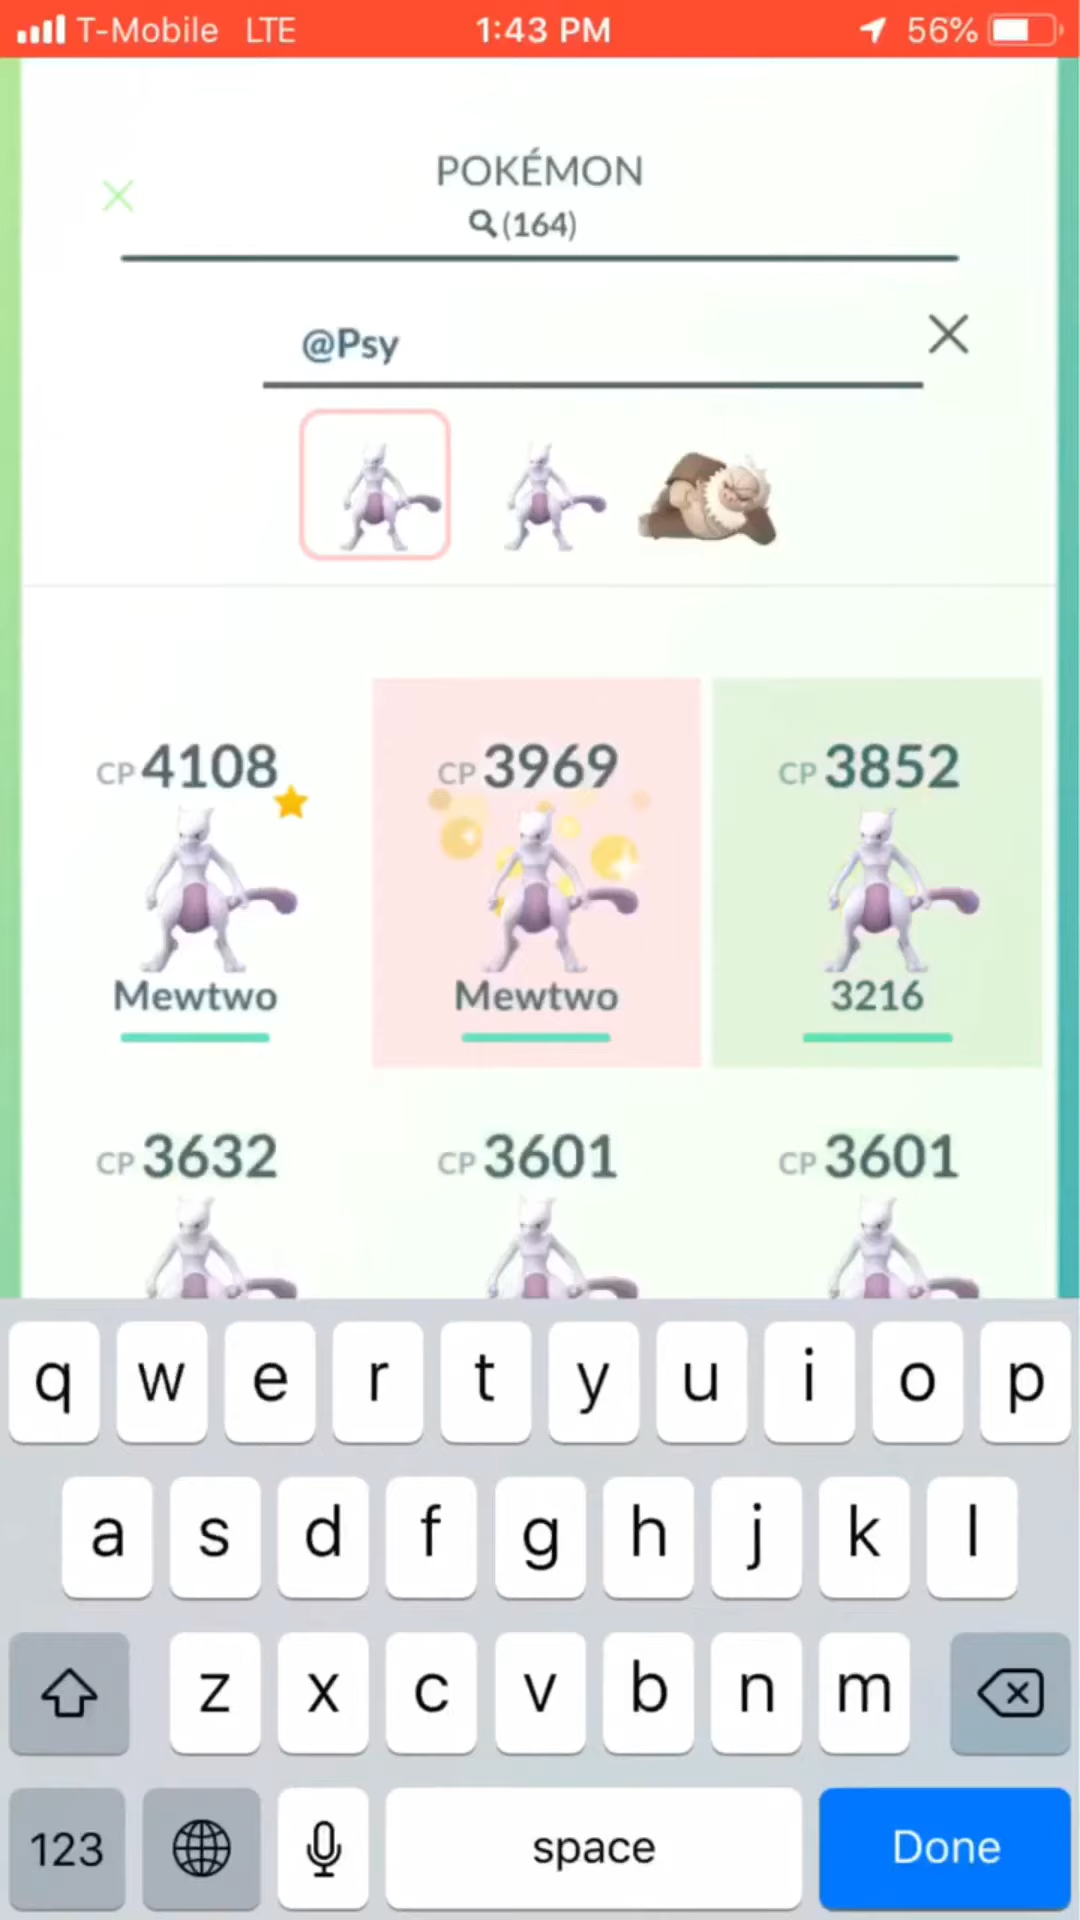 T-Mobile LTE 1:43 PM 56%
POKÉMON
(164)
@Psy
CP 4108 CP 3969 CP 3852
Mewtwo Mewtwo 3216
CP 3632 CP 3601 CP 3601
q w e r t y u i o p
a s d f g h j k l
z x c v b n m
123 space Done